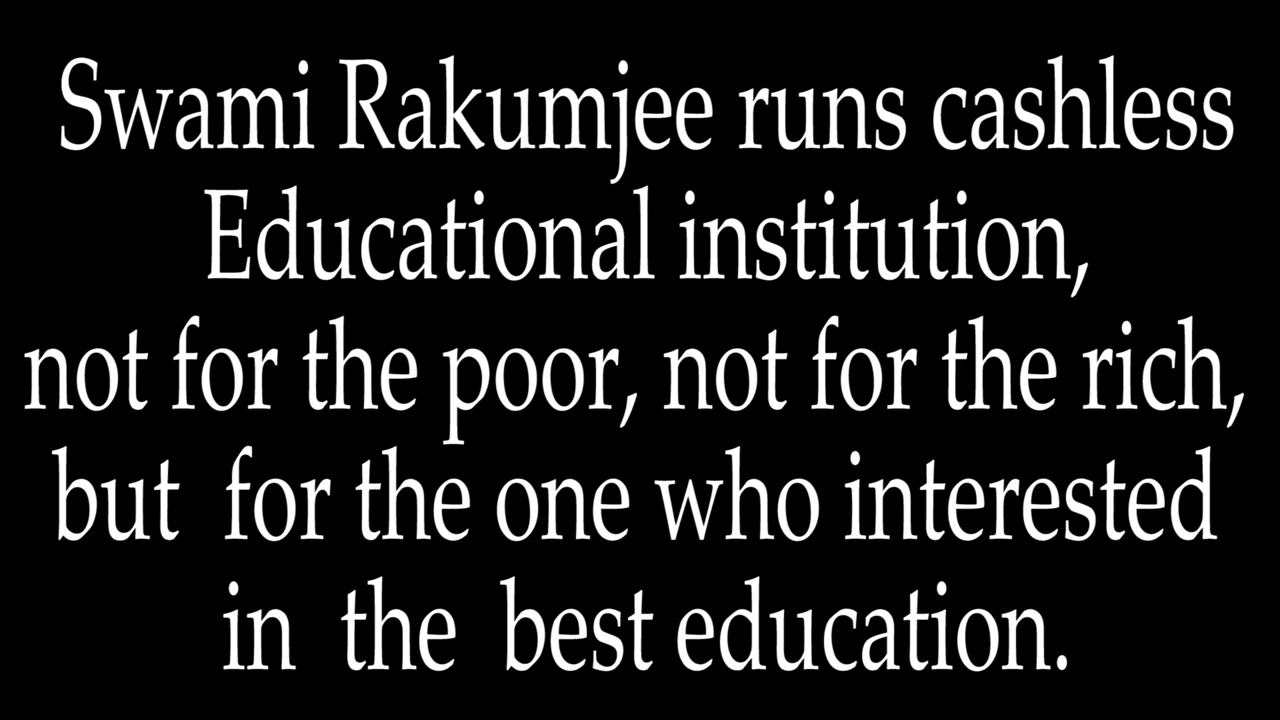 Swami Rakumjee runs cashless
Educational institution,
not for the poor, not for the rich,
but for the one who interested
in the best education.